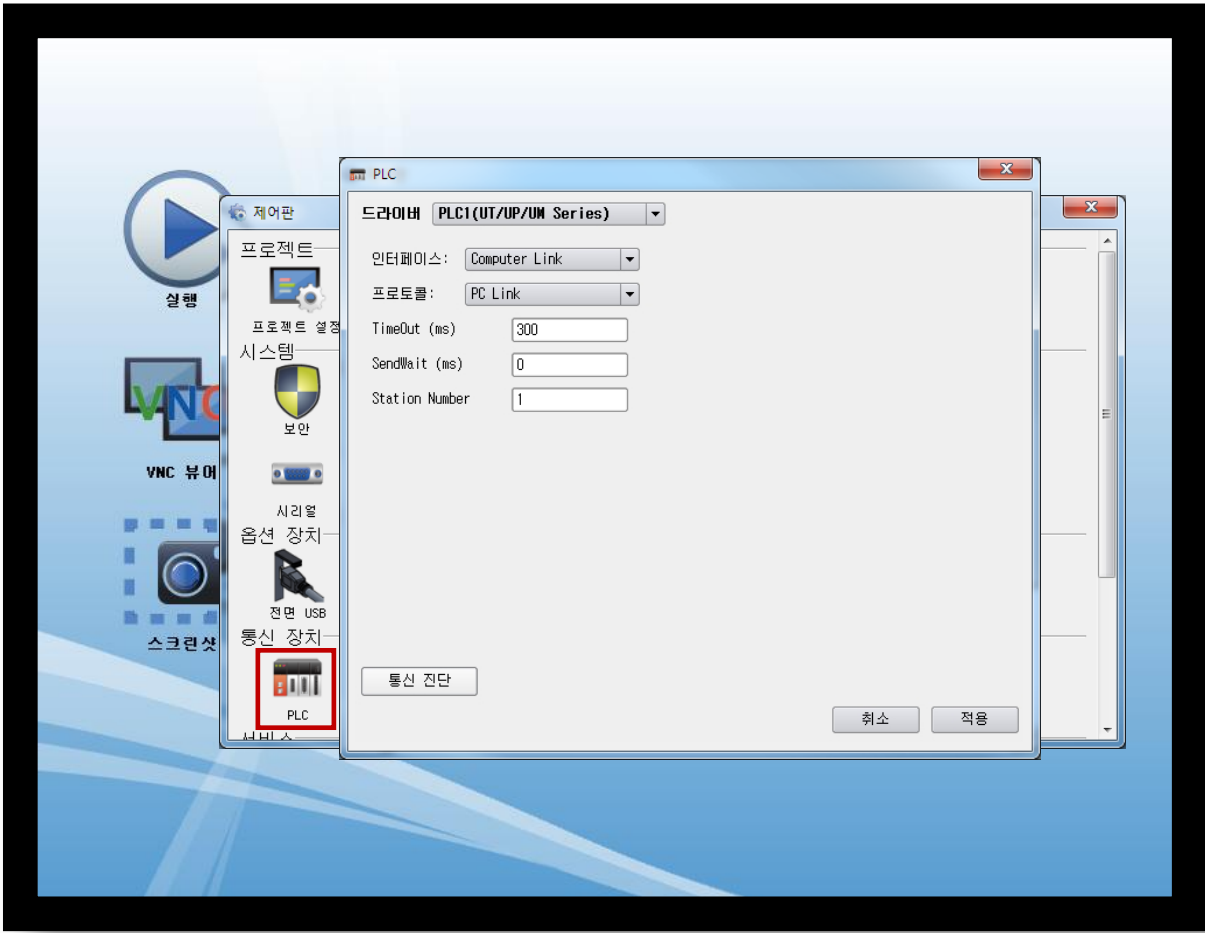 PLC
제어판
드라이버 PLC1(UT/UP/UM Series)
프로젝트
인터페이스: Computer Link
프로토콜: PC Link
실행
프로젝트 설정
TimeOut (ms) 300
시스템
SendWait (ms) 0
Station Number 1
보안
VNC
VNC 뷰어
시리얼
옵션 장치
전면 USB
통신 장치
스크린샷
통신 진단
PLC
취소 적용
서비스